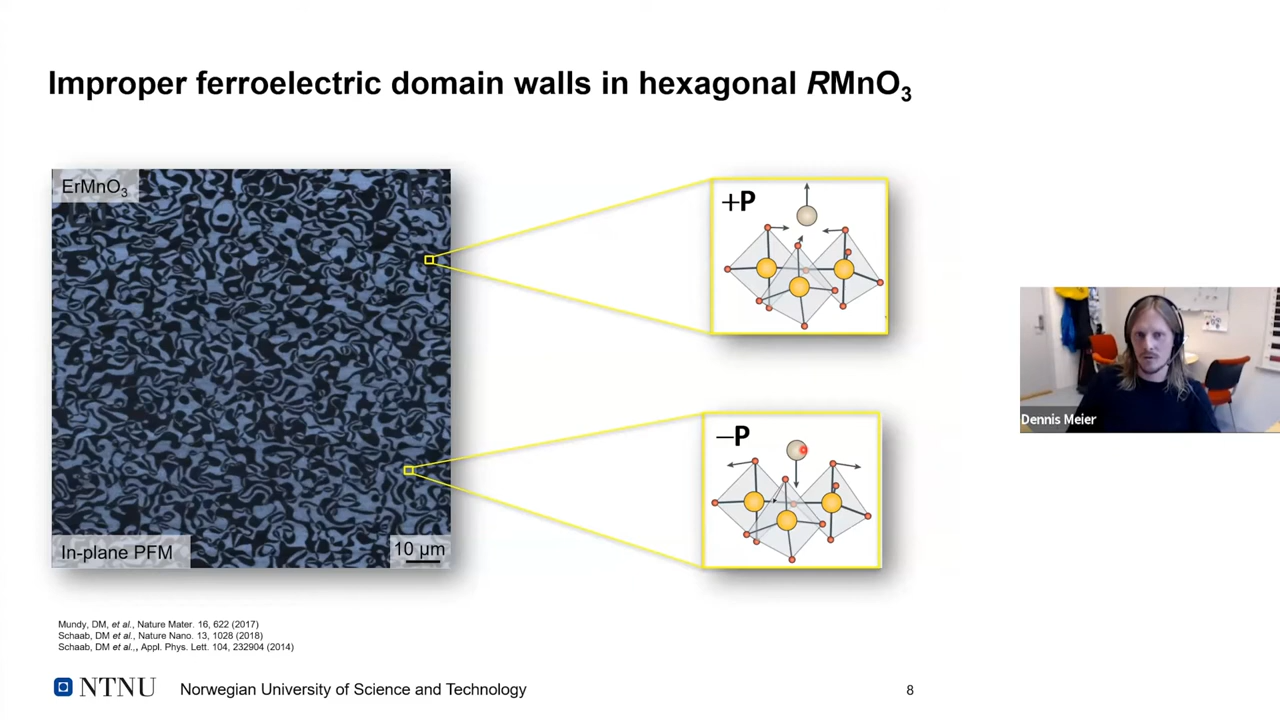 Improper ferroelectric domain walls in hexagonal RMnO₃
ErMnO₃
+P
−P
In-plane PFM
10 µm
Dennis Meier
Mundy, DM, et al., Nature Mater. 16, 622 (2017)
Schaab, DM et al., Nature Nano. 13, 1028 (2018)
Schaab, DM et al.,, Appl. Phys. Lett. 104, 232904 (2014)
NTNU Norwegian University of Science and Technology 8